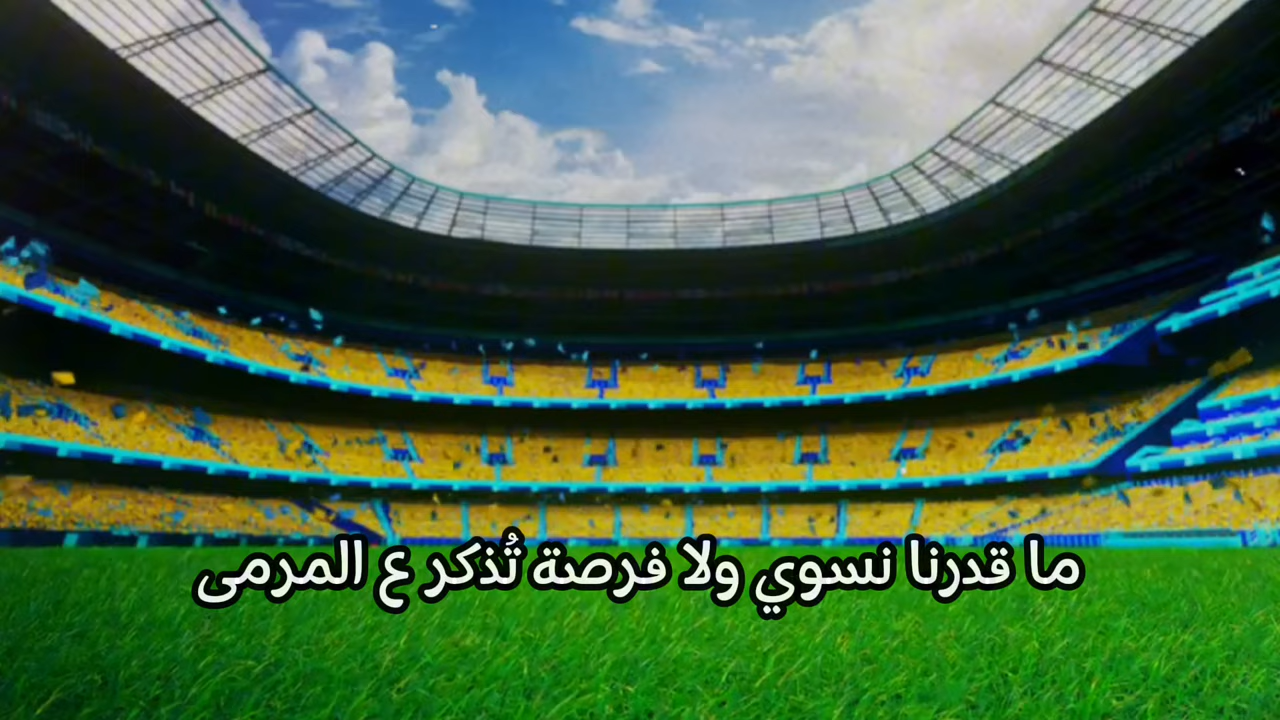 ما قدرنا نسوي ولا فرصة تُذكر ع المرمى